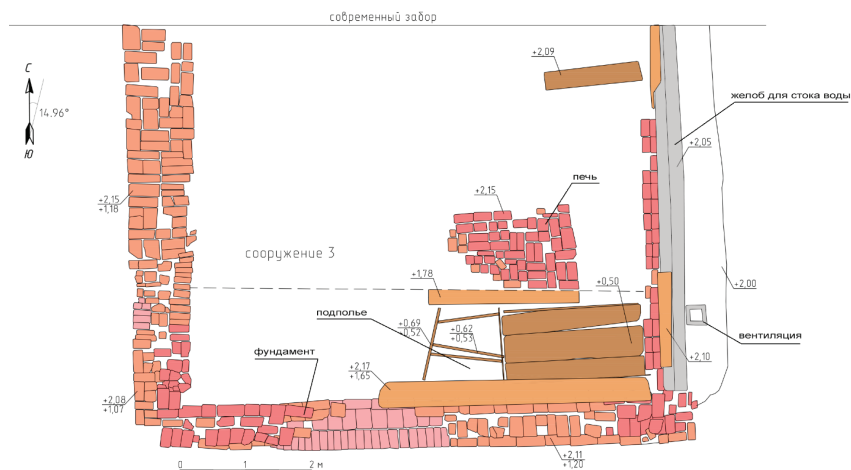 современный забор
С
14.96°
Ю
+2,09
желоб для стока воды
+2,05
печь
+2,15
+2,15
+1,18
сооружение 3
+1,78
+0,50
+2,00
подполье
+0,69
+0,52
+0,62
+0,53
вентиляция
фундамент
+2,17
+1,65
+2,10
+2,08
+1,07
+2,11
+1,20
0 1 2 м